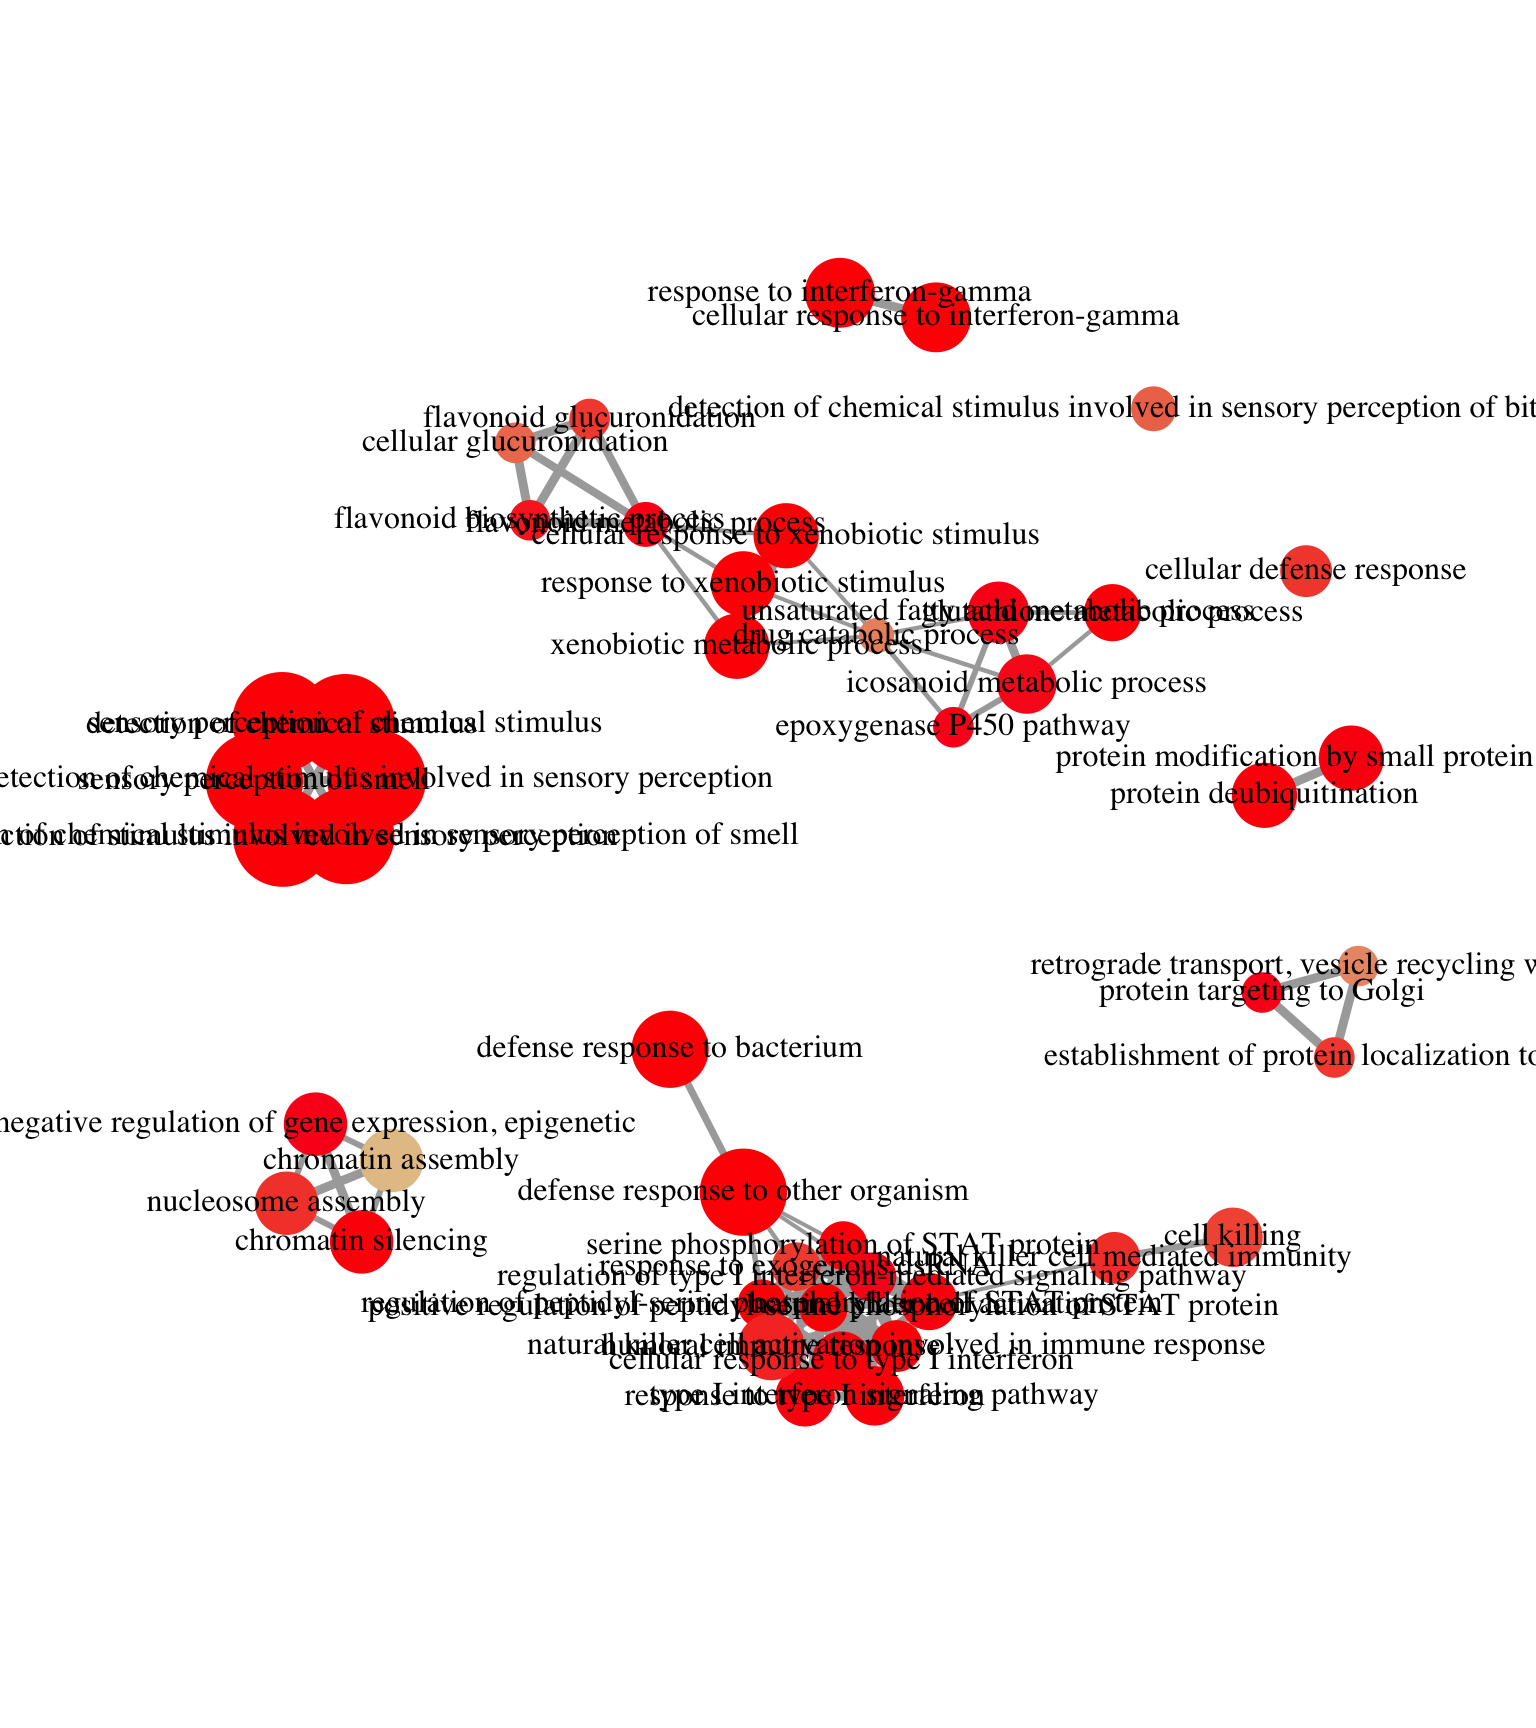 response to interferon-gamma
cellular response to interferon-gamma
detection of chemical stimulus involved in sensory perception of bit
flavonoid glucuronidation
cellular glucuronidation
flavonoid biosynthetic process
flavonoid metabolic process
cellular response to xenobiotic stimulus
cellular defense response
response to xenobiotic stimulus
unsaturated fatty acid metabolic process
glutathione metabolic process
drug catabolic process
xenobiotic metabolic process
icosanoid metabolic process
epoxygenase P450 pathway
sensory perception of chemical stimulus
detection of chemical stimulus
protein modification by small protein
protein deubiquitination
etection of chemical stimulus involved in sensory perception
sensory perception of smell
n of chemical stimulus involved in sensory perception of smell
ction of stimulus involved in sensory perception
retrograde transport, vesicle recycling w
protein targeting to Golgi
establishment of protein localization to
defense response to bacterium
negative regulation of gene expression, epigenetic
chromatin assembly
nucleosome assembly
chromatin silencing
defense response to other organism
cell killing
serine phosphorylation of STAT protein
natural killer cell mediated immunity
response to exogenous dsRNA
regulation of type I interferon-mediated signaling pathway
regulation of peptidyl-serine phosphorylation of STAT protein
positive regulation of peptidyl-serine phosphorylation of STAT protein
natural killer cell activation involved in immune response
humoral immune response
cellular response to type I interferon
type I interferon signaling pathway
response to type I interferon